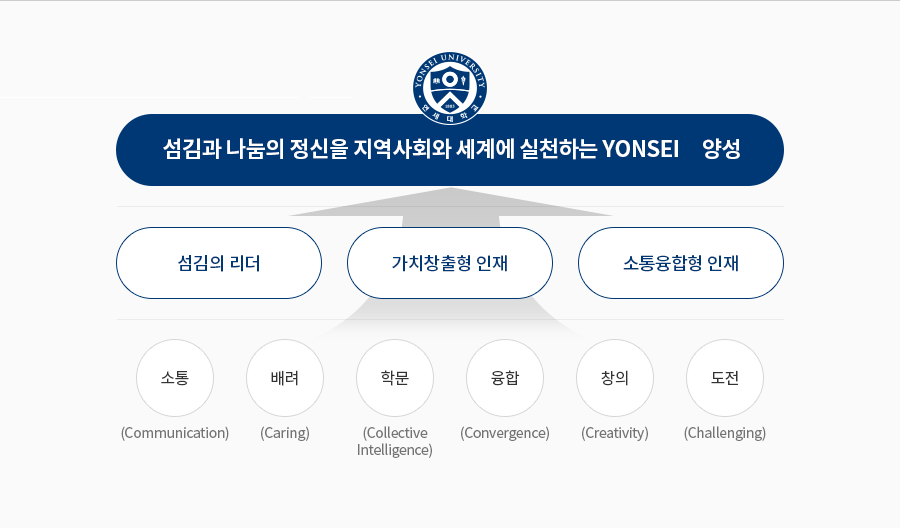 YONSEI UNIVERSITY
1885
연세대학교
섬김과 나눔의 정신을 지역사회와 세계에 실천하는 YONSEI 양성
섬김의 리더
가치창출형 인재
소통융합형 인재
소통
배려
학문
융합
창의
도전
(Communication)
(Caring)
(Collective
Intelligence)
(Convergence)
(Creativity)
(Challenging)